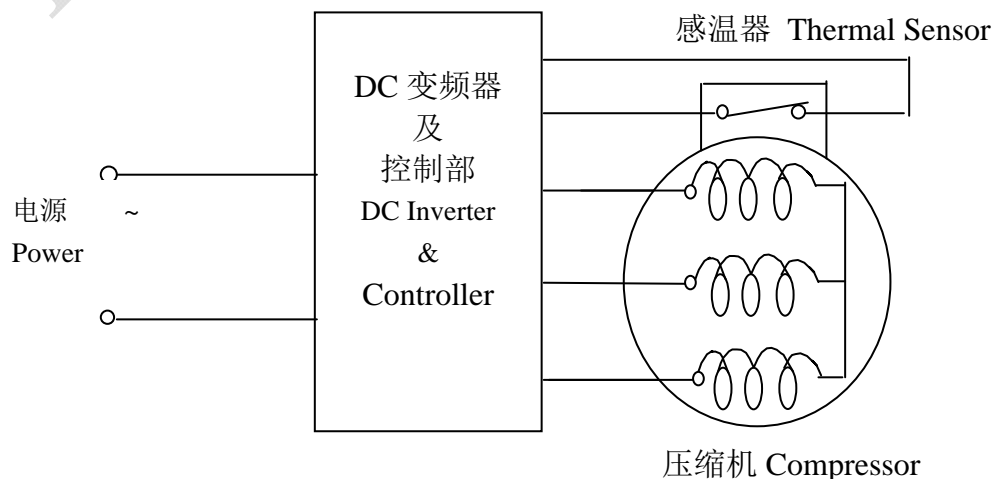 感温器 Thermal Sensor
DC 变频器
及
控制部
DC Inverter
&
Controller
电源 ~
Power
压缩机 Compressor